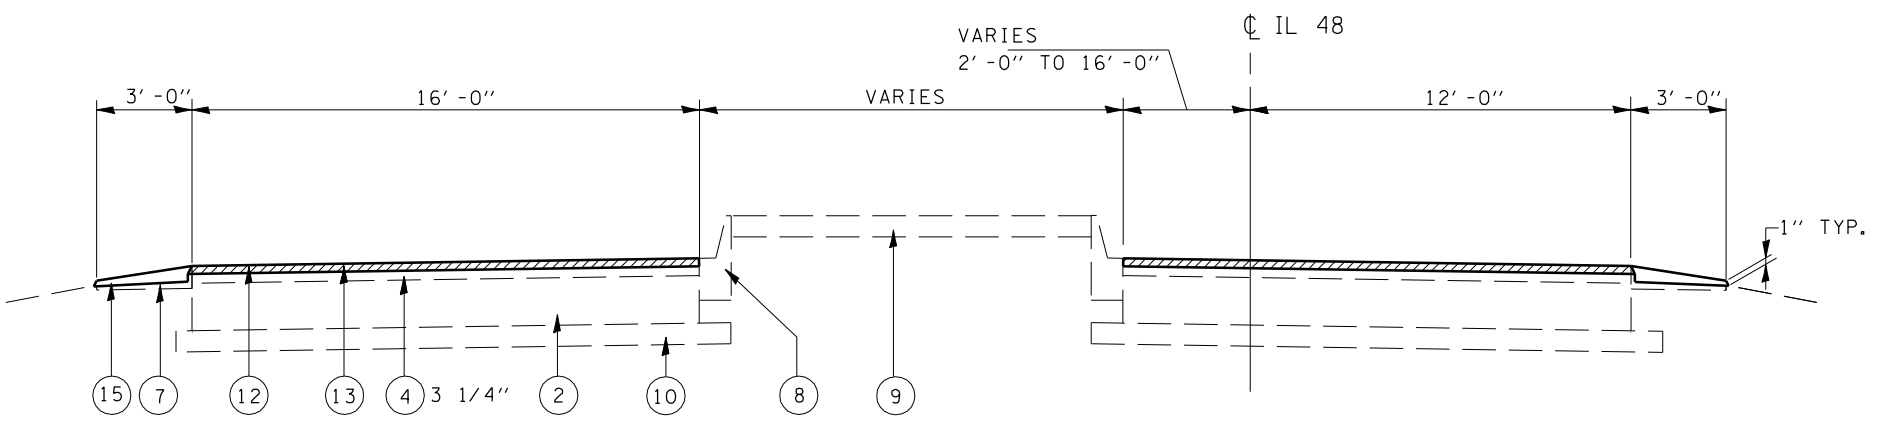 ℄ IL 48
VARIES
2'-0" TO 16'-0"
3'-0"
16'-0"
VARIES
12'-0"
3'-0"
1" TYP.
15
7
12
13
4
3 1/4"
2
10
8
9